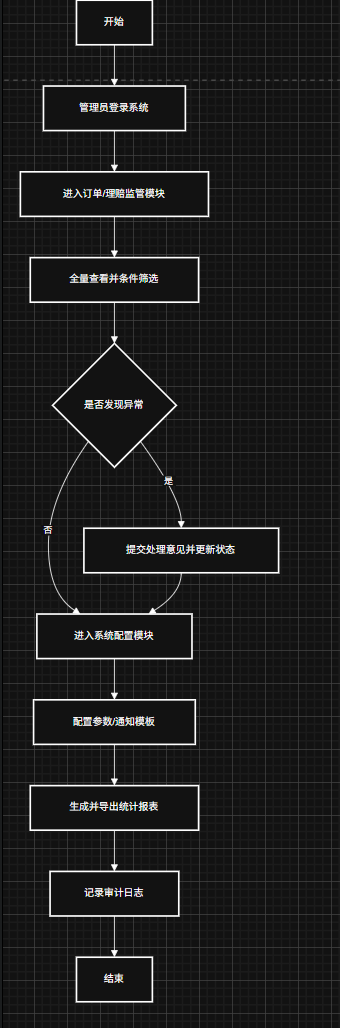 开始
管理员登录系统
进入订单/理赔监管模块
全量查看并条件筛选
是否发现异常
是
否
提交处理意见并更新状态
进入系统配置模块
配置参数/通知模板
生成并导出统计报表
记录审计日志
结束